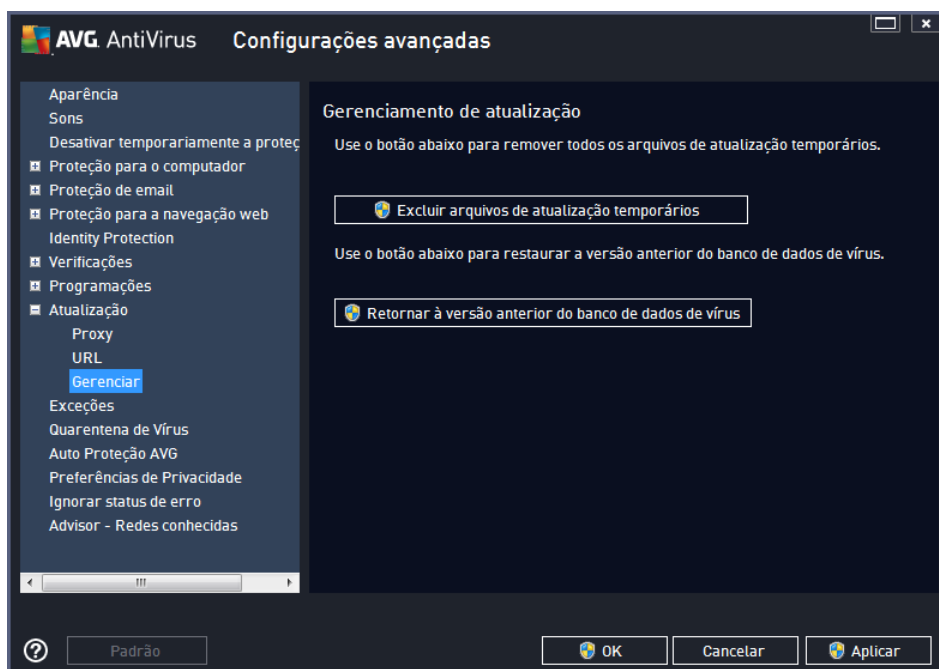 AVG. AntiVirus Configurações avançadas
Aparência
Sons
Desativar temporariamente a proteç
Proteção para o computador
Proteção de email
Proteção para a navegação web
Identity Protection
Verificações
Programações
Atualização
Proxy
URL
Gerenciar
Exceções
Quarentena de Vírus
Auto Proteção AVG
Preferências de Privacidade
Ignorar status de erro
Advisor - Redes conhecidas
Gerenciamento de atualização
Use o botão abaixo para remover todos os arquivos de atualização temporários.
Excluir arquivos de atualização temporários
Use o botão abaixo para restaurar a versão anterior do banco de dados de vírus.
Retornar à versão anterior do banco de dados de vírus
? Padrão OK Cancelar Aplicar